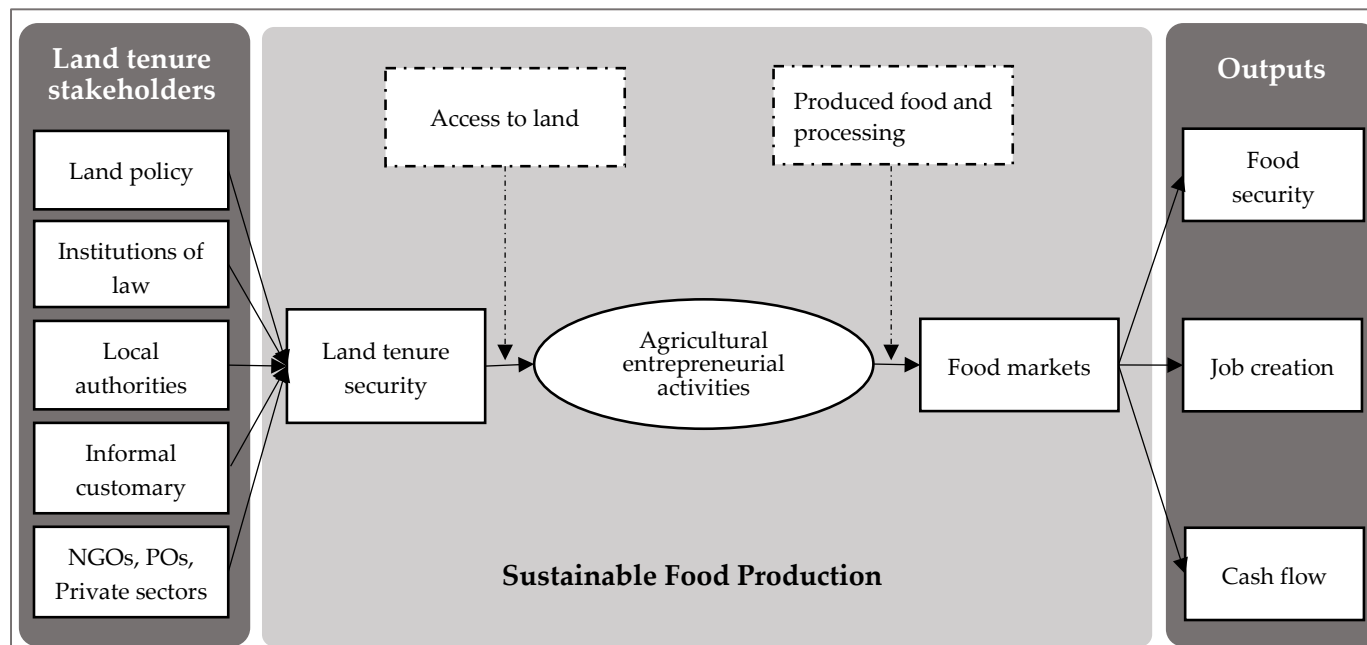 Land tenure
stakeholders
Land policy
Institutions of
law
Local
authorities
Informal
customary
NGOs, POs,
Private sectors
Access to land
Produced food and
processing
Land tenure
security
Agricultural
entrepreneurial
activities
Food markets
Sustainable Food Production
Outputs
Food
security
Job creation
Cash flow